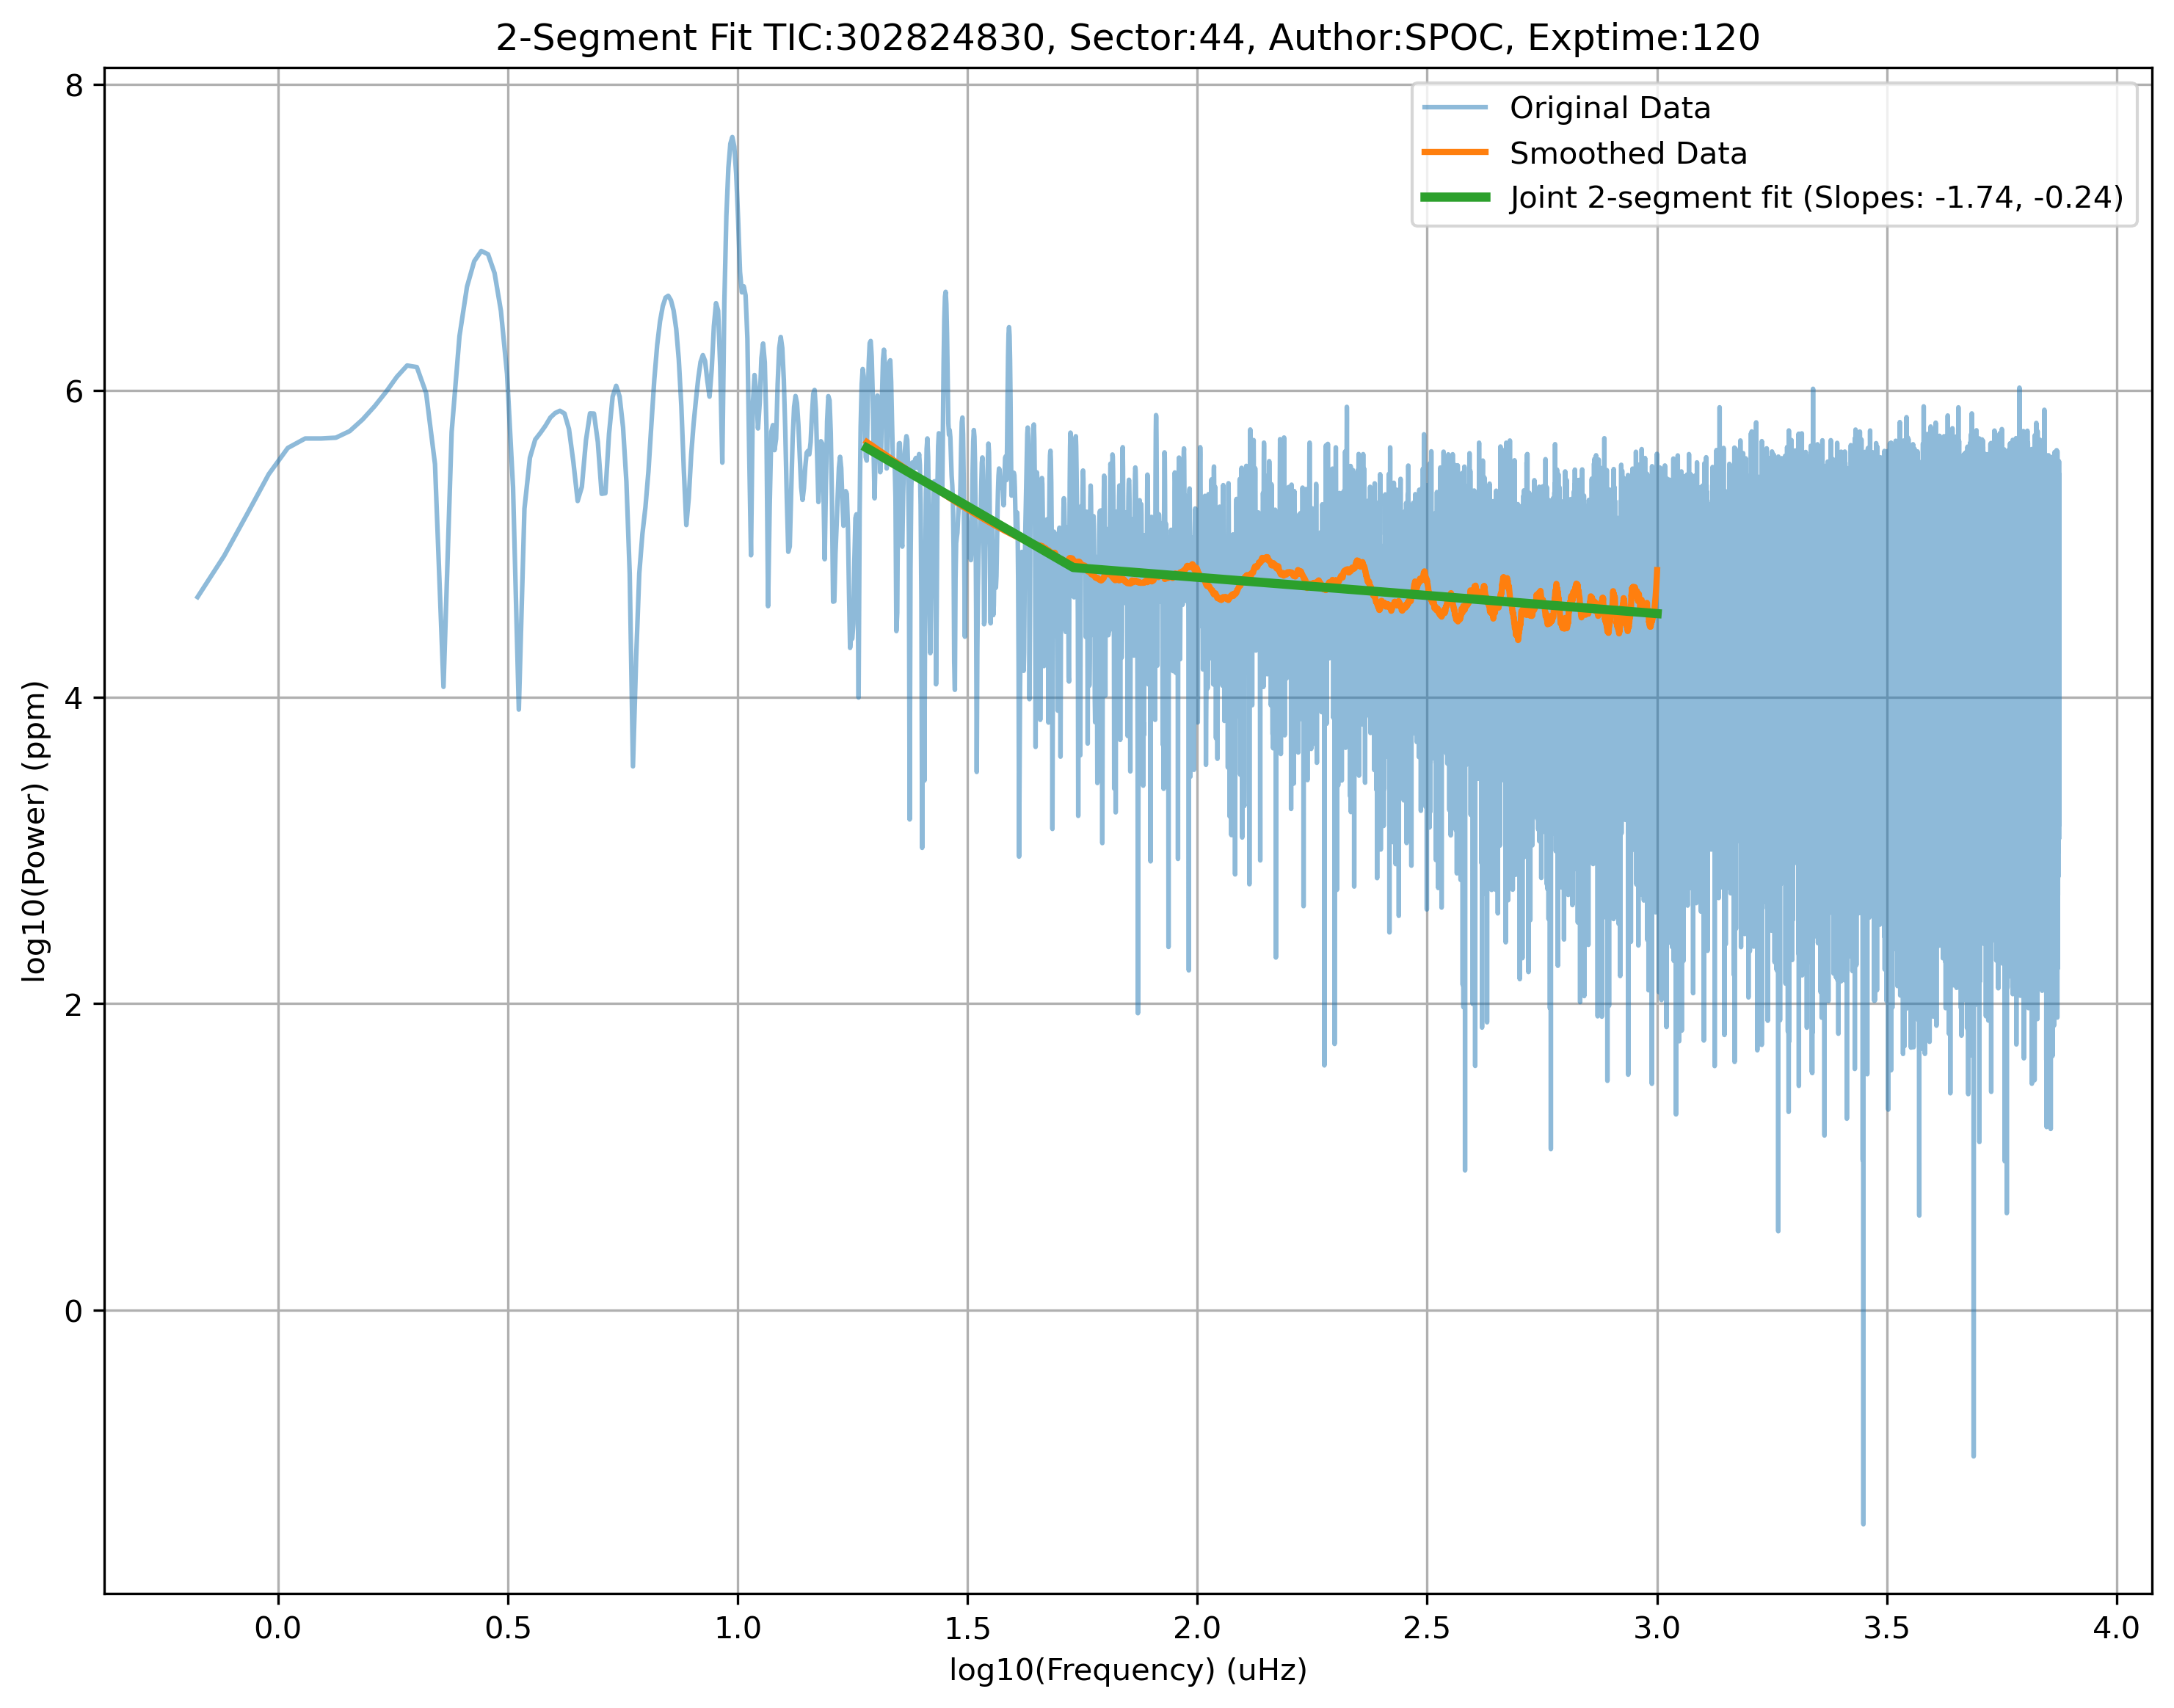 2-Segment Fit TIC:302824830, Sector:44, Author:SPOC, Exptime:120
Original Data
Smoothed Data
Joint 2-segment fit (Slopes: -1.74, -0.24)
log10(Power) (ppm)
8
6
4
2
0
0.0 0.5 1.0 1.5 2.0 2.5 3.0 3.5 4.0
log10(Frequency) (uHz)